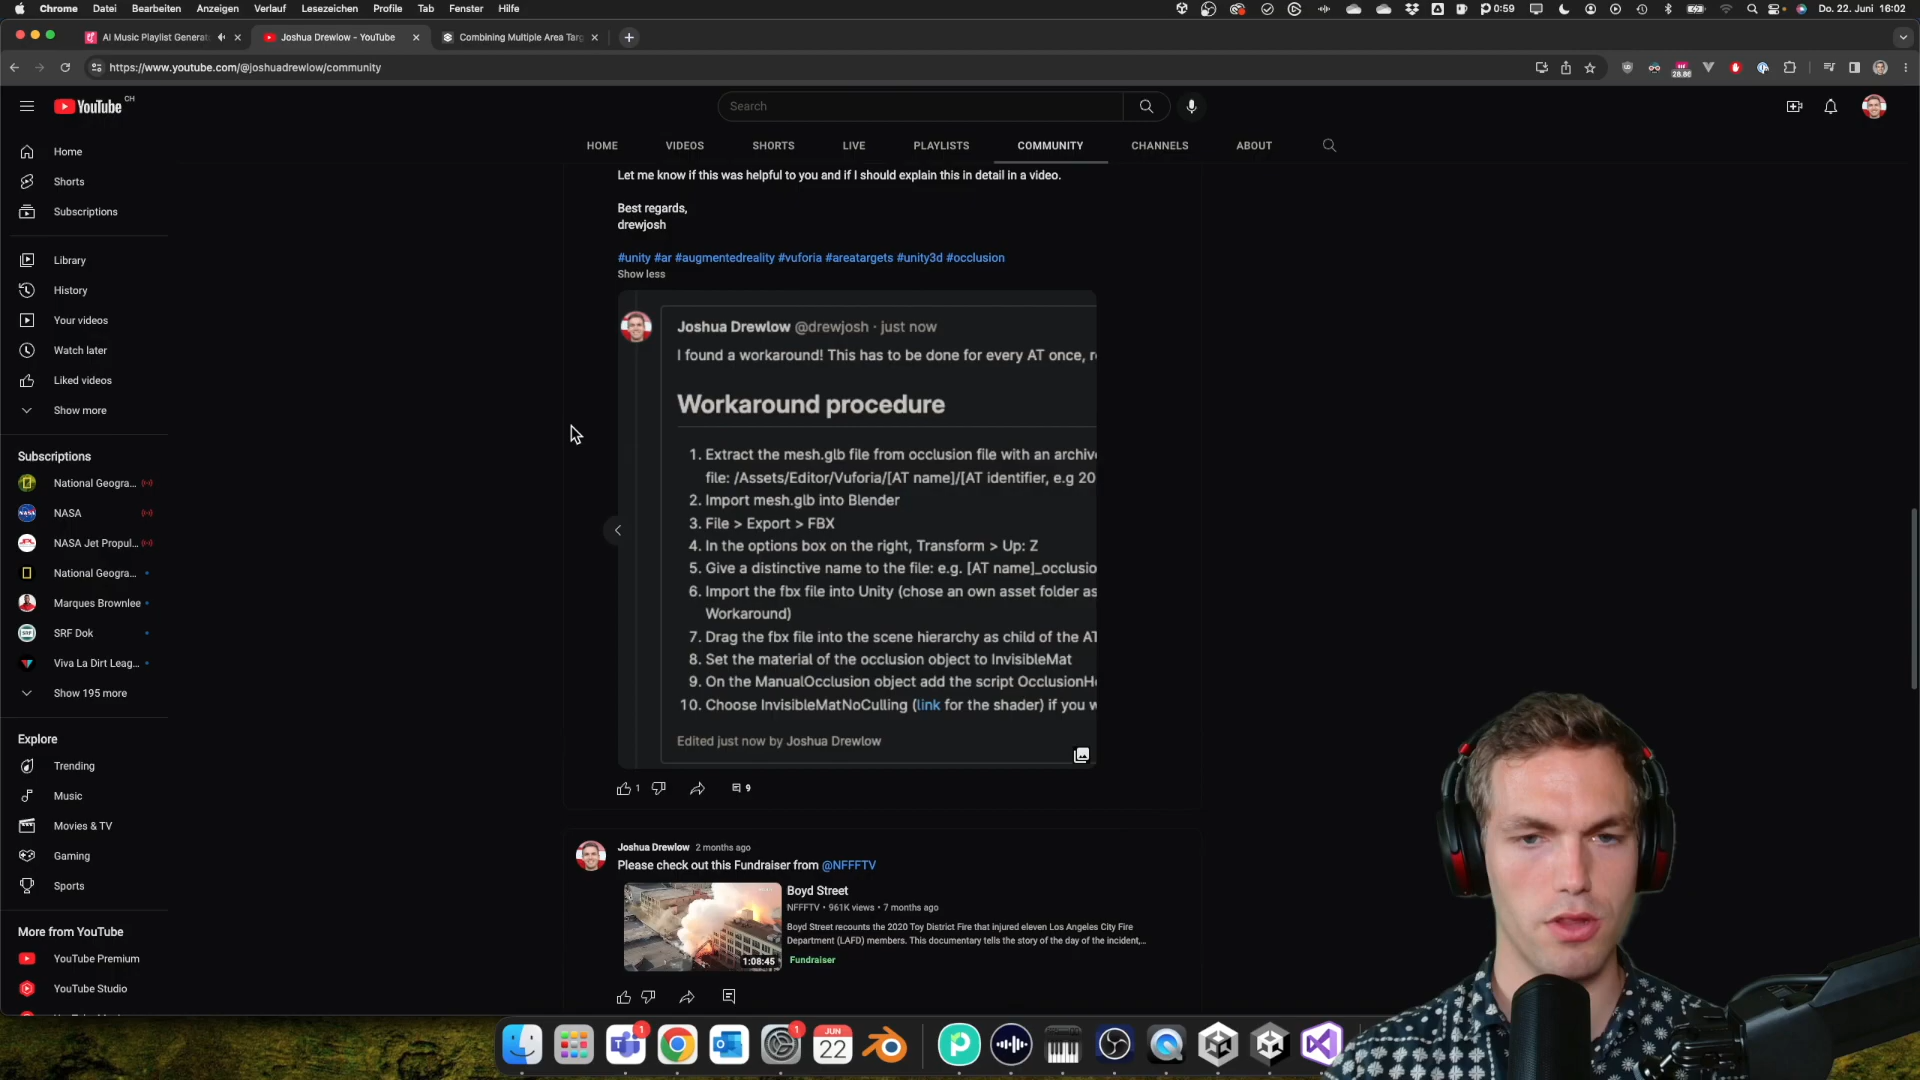 Chrome Datei Bearbeiten Anzeigen Verlauf Lesezeichen Profile Tab Fenster Hilfe
0:59 Do. 22. Juni 16:02
AI Music Playlist Generat
Joshua Drewlow - YouTube
Combining Multiple Area Targ
https://www.youtube.com/@joshuadrewlow/community
28.86
YouTube CH
Search
HOME VIDEOS SHORTS LIVE PLAYLISTS COMMUNITY CHANNELS ABOUT
Home
Shorts
Subscriptions
Library
History
Your videos
Watch later
Liked videos
Show more
Subscriptions
National Geogra...
NASA
NASA Jet Propul...
National Geogra...
Marques Brownlee
SRF Dok
Viva La Dirt Leag...
Show 195 more
Explore
Trending
Music
Movies & TV
Gaming
Sports
More from YouTube
YouTube Premium
YouTube Studio
Let me know if this was helpful to you and if I should explain this in detail in a video.
Best regards,
drewjosh
#unity #ar #augmentedreality #vuforia #areatargets #unity3d #occlusion
Show less
Joshua Drewlow @drewjosh · just now
I found a workaround! This has to be done for every AT once, r
Workaround procedure
1. Extract the mesh.glb file from occlusion file with an archive
file: /Assets/Editor/Vuforia/[AT name]/[AT identifier, e.g 20
2. Import mesh.glb into Blender
3. File > Export > FBX
4. In the options box on the right, Transform > Up: Z
5. Give a distinctive name to the file: e.g. [AT name]_occlusio
6. Import the fbx file into Unity (chose an own asset folder as
Workaround)
7. Drag the fbx file into the scene hierarchy as child of the AT
8. Set the material of the occlusion object to InvisibleMat
9. On the ManualOcclusion object add the script OcclusionH
10. Choose InvisibleMatNoCulling (link for the shader) if you w
Edited just now by Joshua Drewlow
1 9
Joshua Drewlow 2 months ago
Please check out this Fundraiser from @NFFFTV
Boyd Street
NFFFTV • 961K views • 7 months ago
Boyd Street recounts the 2020 Toy District Fire that injured eleven Los Angeles City Fire
Department (LAFD) members. This documentary tells the story of the day of the incident,...
Fundraiser
1:08:45
1
1
JUN
22